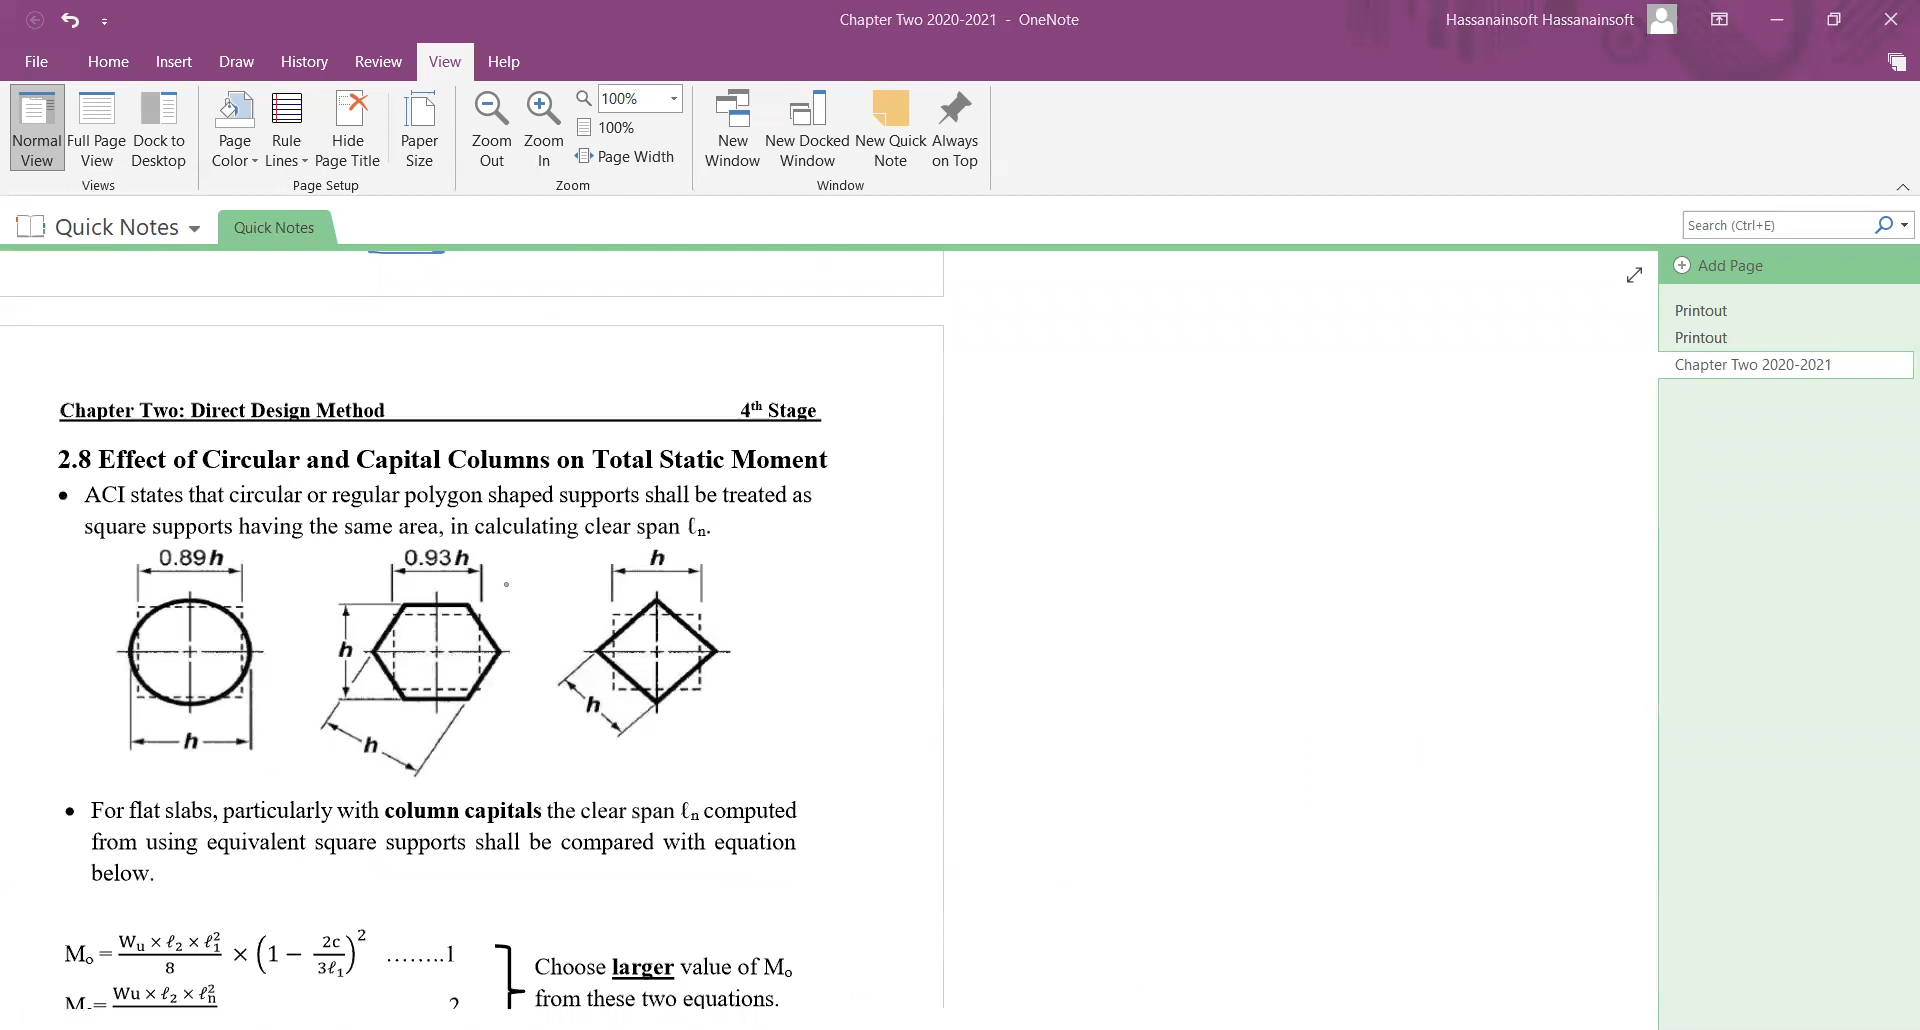 Chapter Two 2020-2021 - OneNote
Hassanainsoft Hassanainsoft
File Home Insert Draw History Review View Help
Normal View
Full Page View
Dock to Desktop
Views
Page Color
Rule Lines
Hide Page Title
Paper Size
Page Setup
Zoom Out
Zoom In
100%
100%
Page Width
Zoom
New Window
New Docked Window
New Quick Note
Always on Top
Window
Quick Notes
Quick Notes
Search (Ctrl+E)
Add Page
Printout
Printout
Chapter Two 2020-2021
Chapter Two: Direct Design Method 4th Stage
2.8 Effect of Circular and Capital Columns on Total Static Moment
• ACI states that circular or regular polygon shaped supports shall be treated as
square supports having the same area, in calculating clear span ℓn.
0.89h 0.93h h
h
h
h h
• For flat slabs, particularly with column capitals the clear span ℓn computed
from using equivalent square supports shall be compared with equation
below.
Mo = (Wu × ℓ2 × ℓ1²)/8 × (1 − 2c/3ℓ1)² ........1
Choose larger value of Mo
from these two equations.
Wu × ℓ2 × ℓn²
2